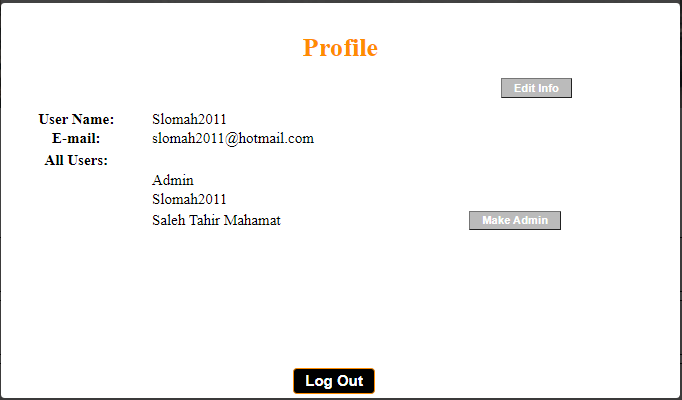 Profile
Edit Info
User Name: Slomah2011
E-mail: slomah2011@hotmail.com
All Users:
Admin
Slomah2011
Saleh Tahir Mahamat Make Admin
Log Out